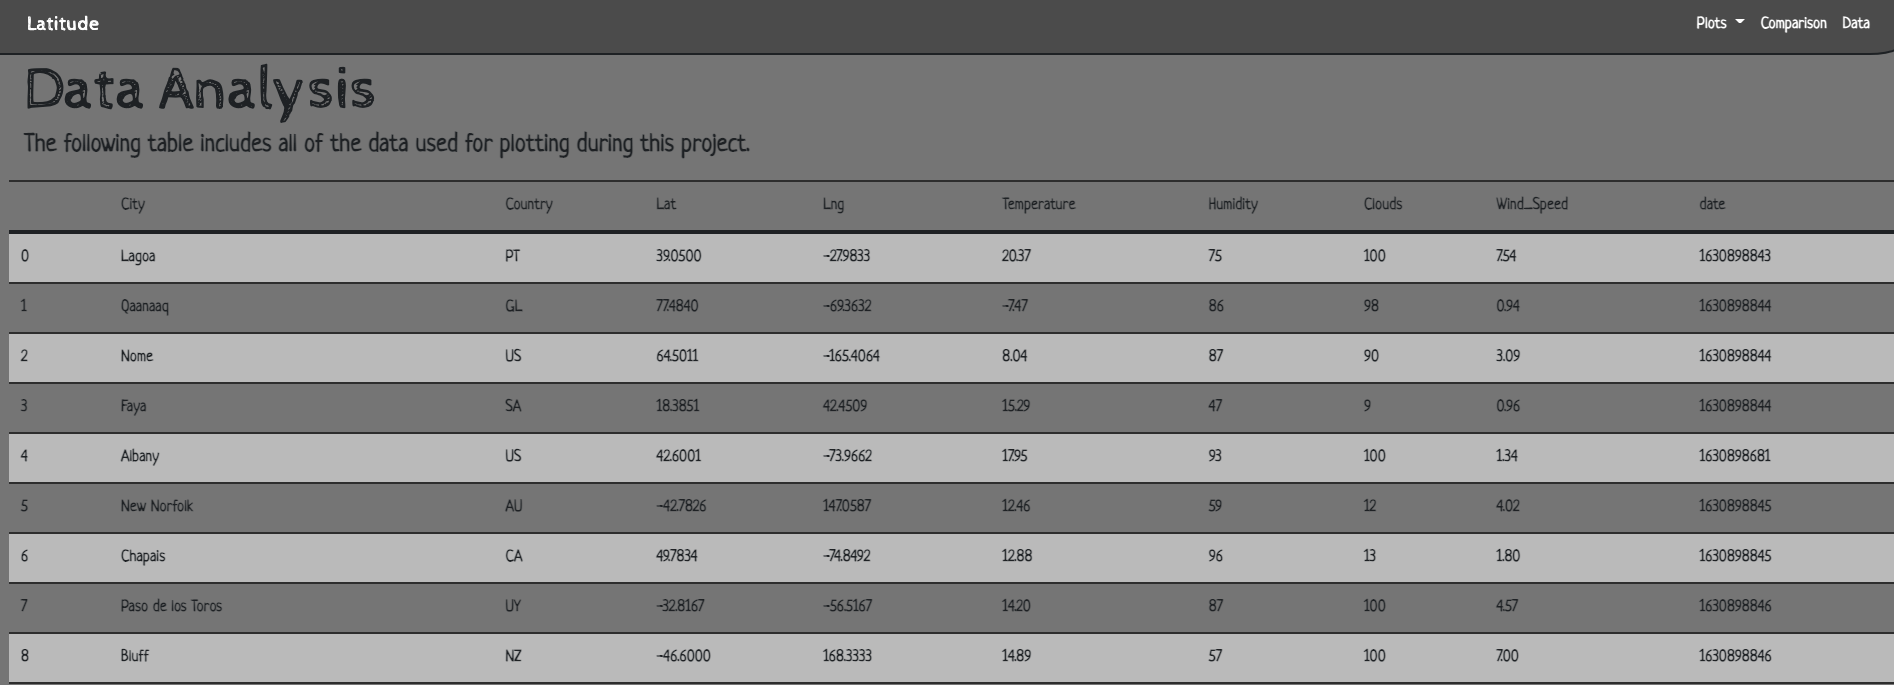 Latitude Plots Comparison Data
Data Analysis
The following table includes all of the data used for plotting during this project.
City Country Lat Lng Temperature Humidity Clouds Wind_Speed date
0 Lagoa PT 39.0500 -27.9833 20.37 75 100 7.54 1630898843
1 Qaanaaq GL 77.4840 -69.3632 -7.47 86 98 0.94 1630898844
2 Nome US 64.5011 -165.4064 8.04 87 90 3.09 1630898844
3 Faya SA 18.3851 42.4509 15.29 47 9 0.96 1630898844
4 Albany US 42.6001 -73.9662 17.95 93 100 1.34 1630898681
5 New Norfolk AU -42.7826 147.0587 12.46 59 12 4.02 1630898845
6 Chapais CA 49.7834 -74.8492 12.88 96 13 1.80 1630898845
7 Paso de los Toros UY -32.8167 -56.5167 14.20 87 100 4.57 1630898846
8 Bluff NZ -46.6000 168.3333 14.89 57 100 7.00 1630898846